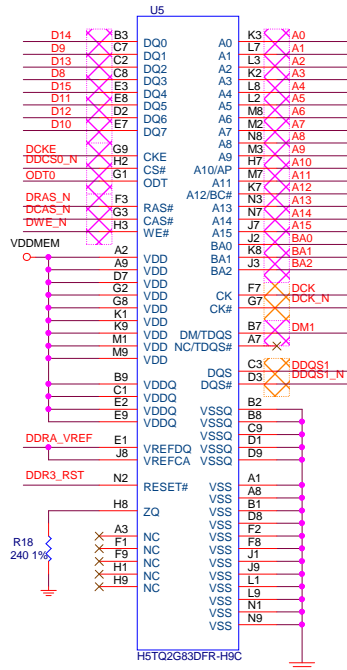 U5
D14 B3 DQ0 A0 K3 A0
D9 C7 DQ1 A1 L7 A1
D13 C2 DQ2 A2 L3 A2
D8 C8 DQ3 A3 K2 A3
D15 E3 DQ4 A4 L8 A4
D11 E8 DQ5 A5 L2 A5
D12 D2 DQ6 A6 M8 A6
D10 E7 DQ7 A7 M2 A7
A8 N8 A8
DCKE G9 CKE A9 M3 A9
DDCS0_N H2 CS# A10/AP H7 A10
ODT0 G1 ODT A11 M7 A11
A12/BC# K7 A12
DRAS_N F3 RAS# A13 N3 A13
DCAS_N G3 CAS# A14 N7 A14
DWE_N H3 WE# A15 J7 A15
VDDMEM BA0 J2 BA0
A2 VDD BA1 K8 BA1
A9 VDD BA2 J3 BA2
D7 VDD
G2 VDD CK F7 DCK
G8 VDD CK# G7 DCK_N
K1 VDD
K9 VDD DM/TDQS B7 DM1
M1 VDD NC/TDQS# A7
M9 VDD
DQS C3 DDQS1
B9 VDDQ DQS# D3 DDQS1_N
C1 VDDQ
E2 VDDQ VSSQ B2
E9 VDDQ VSSQ B8
VSSQ C9
DDRA_VREF E1 VREFDQ VSSQ D1
J8 VREFCA VSSQ D9
DDR3_RST N2 RESET# VSS A1
VSS A8
H8 ZQ VSS B1
VSS D8
A3 NC VSS F2
R18 F1 NC VSS F8
240 1% F9 NC VSS J1
H1 NC VSS J9
H9 NC VSS L1
VSS L9
VSS N1
VSS N9
H5TQ2G83DFR-H9C